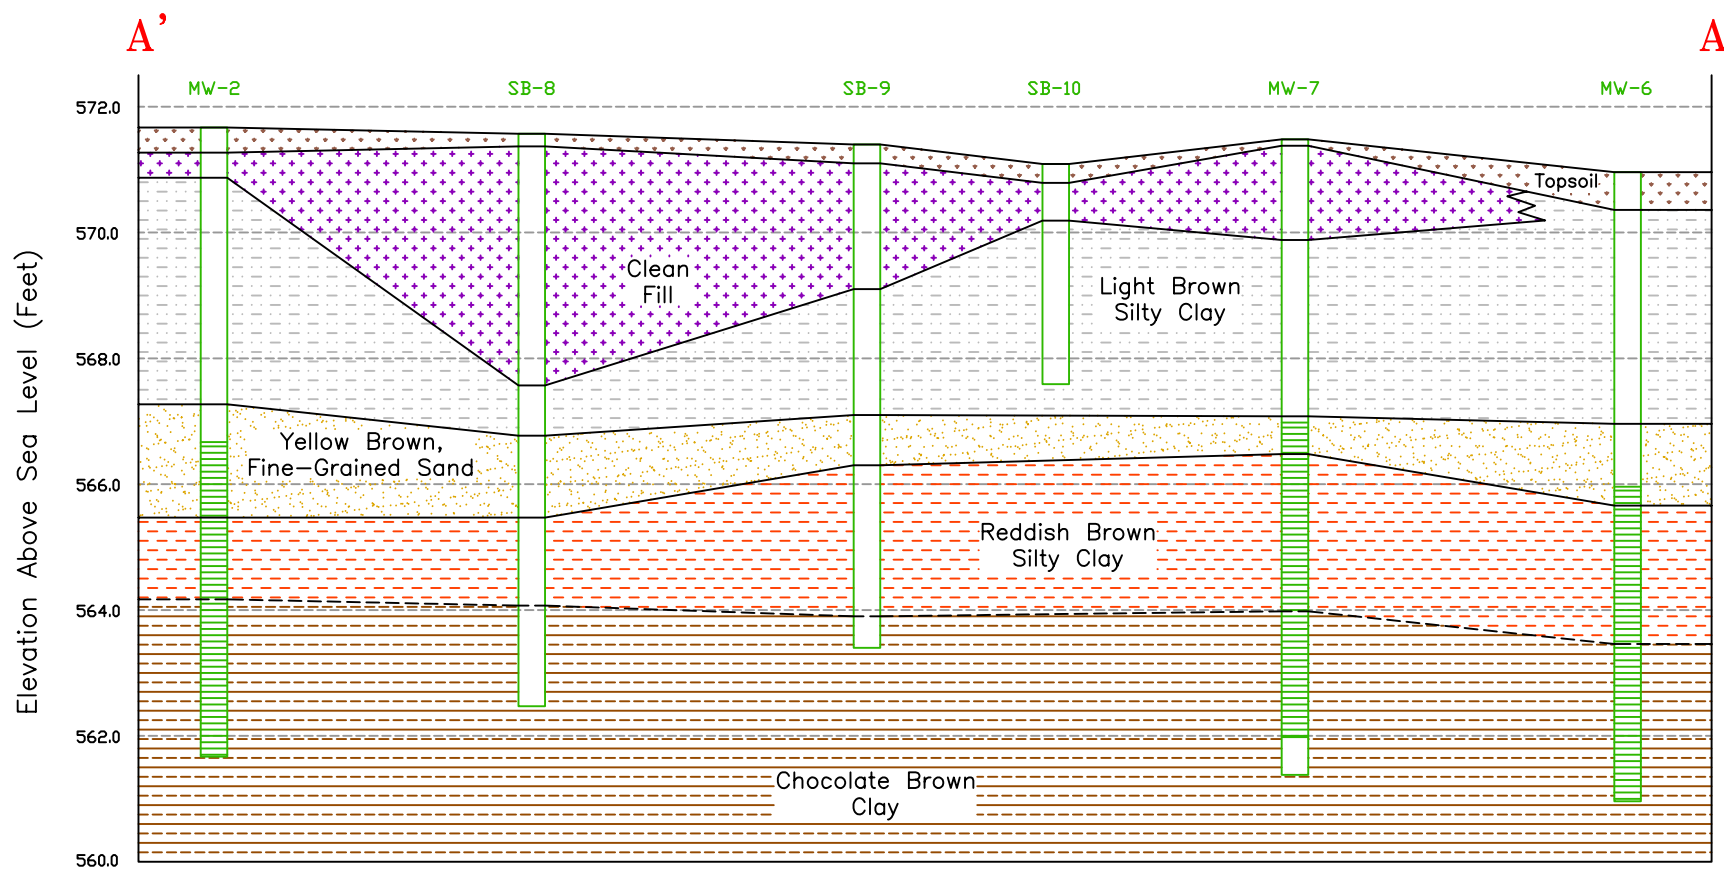 A'
A
MW-2
SB-8
SB-9
SB-10
MW-7
MW-6
572.0
Topsoil
570.0
Clean
Fill
Light Brown
Silty Clay
568.0
Yellow Brown,
Fine-Grained Sand
566.0
Reddish Brown
Silty Clay
564.0
562.0
Chocolate Brown
Clay
560.0
Elevation Above Sea Level (Feet)